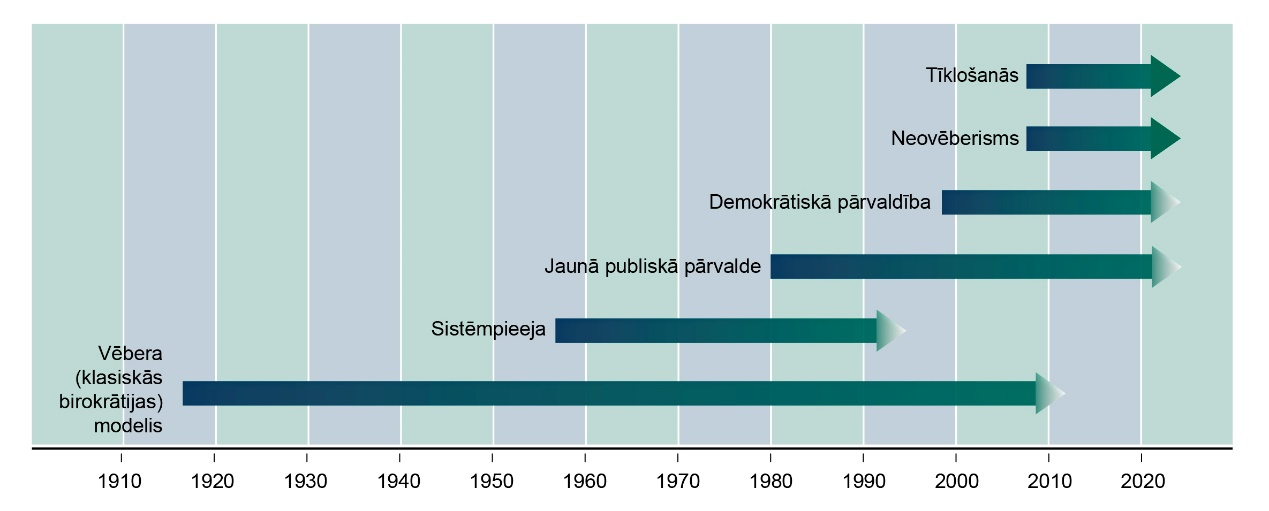 Tīklošanās
Neovēberisms
Demokrātiskā pārvaldība
Jaunā publiskā pārvalde
Sistēmpieeja
Vēbera
(klasiskās
birokrātijas)
modelis
1910 1920 1930 1940 1950 1960 1970 1980 1990 2000 2010 2020